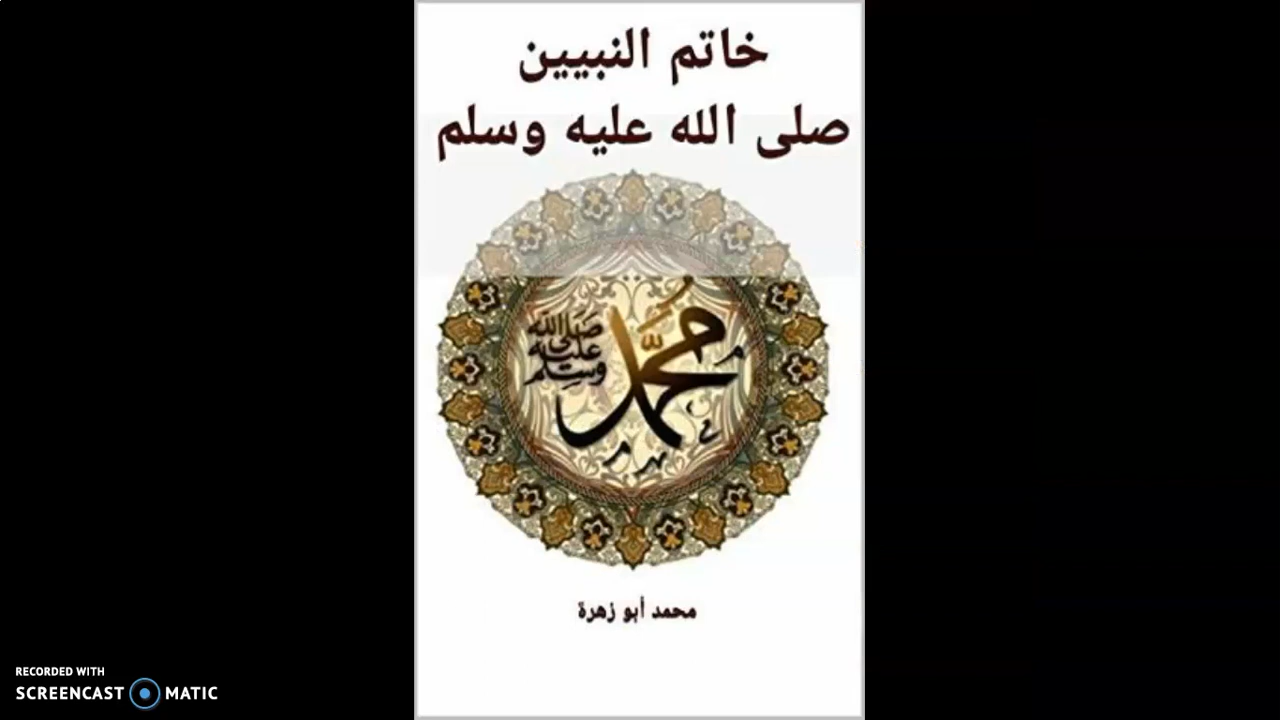 خاتم النبيين
صلى الله عليه وسلم
محمد
صلى الله
عليه
وسلم
محمد أبو زهرة
RECORDED WITH
SCREENCAST MATIC